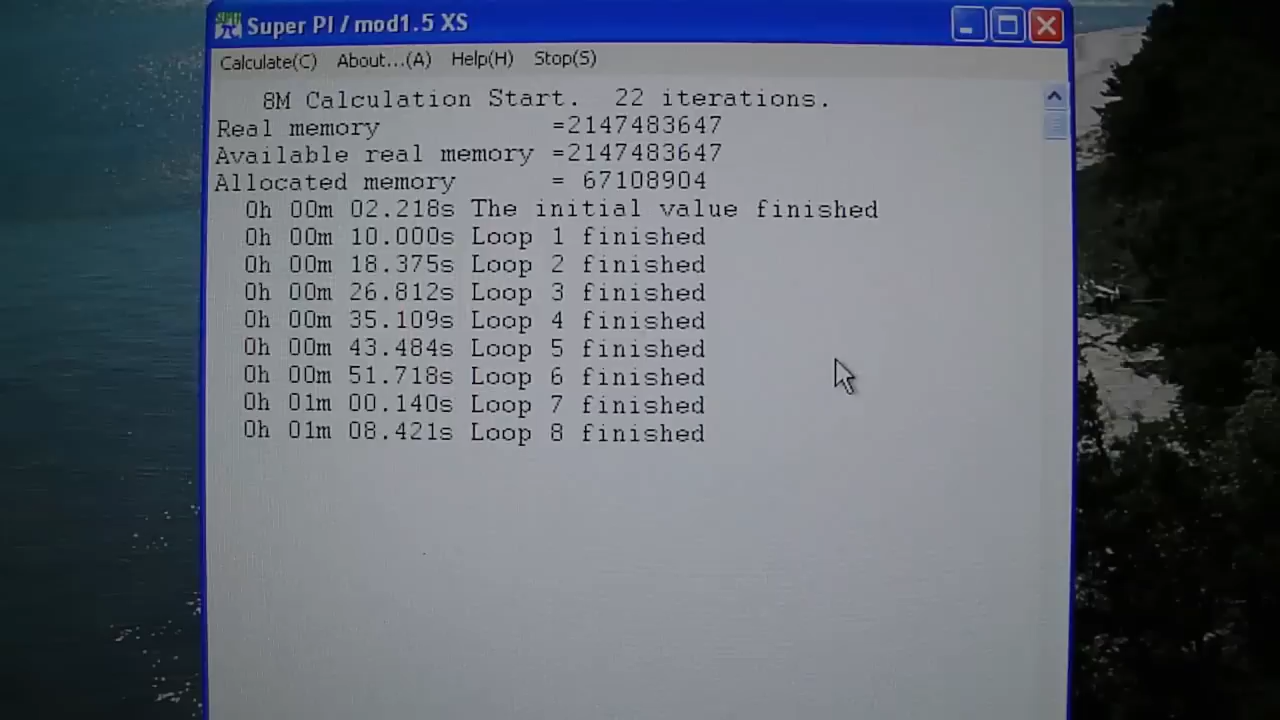 Super PI / mod1.5 XS
Calculate(C) About...(A) Help(H) Stop(S)
8M Calculation Start. 22 iterations.
Real memory =2147483647
Available real memory =2147483647
Allocated memory = 67108904
0h 00m 02.218s The initial value finished
0h 00m 10.000s Loop 1 finished
0h 00m 18.375s Loop 2 finished
0h 00m 26.812s Loop 3 finished
0h 00m 35.109s Loop 4 finished
0h 00m 43.484s Loop 5 finished
0h 00m 51.718s Loop 6 finished
0h 01m 00.140s Loop 7 finished
0h 01m 08.421s Loop 8 finished